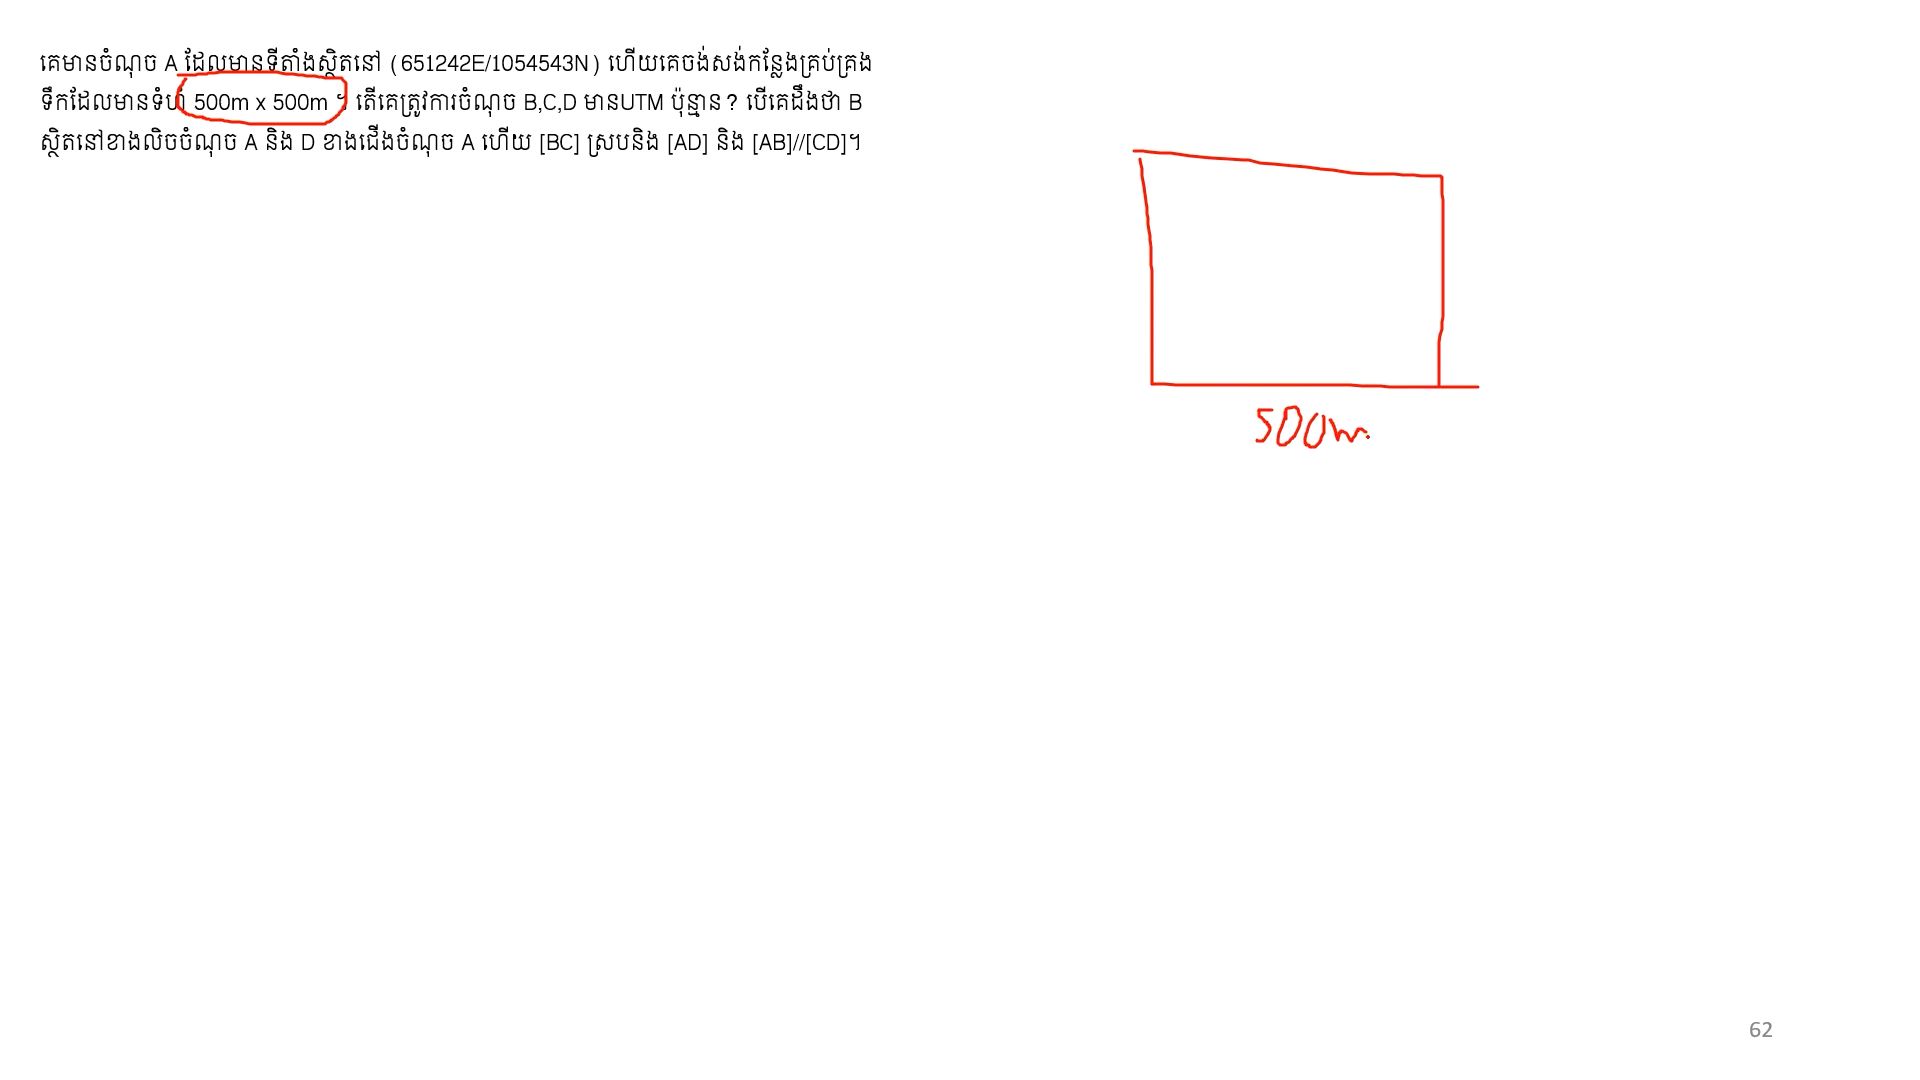 គេមានចំណុច A ដែលមានទីតាំងស្ថិតនៅ (651242E/1054543N) ហើយគេចង់សង់កន្លែងគ្រប់គ្រង
ទឹកដែលមានទំហំ 500m x 500m ។ តើគេត្រូវការចំណុច B,C,D មានUTM ប៉ុន្មាន? បើគេដឹងថា B
ស្ថិតនៅខាងលិចចំណុច A និង D ខាងជើងចំណុច A ហើយ [BC] ស្របនិង [AD] និង [AB]//[CD]។
500m.
62